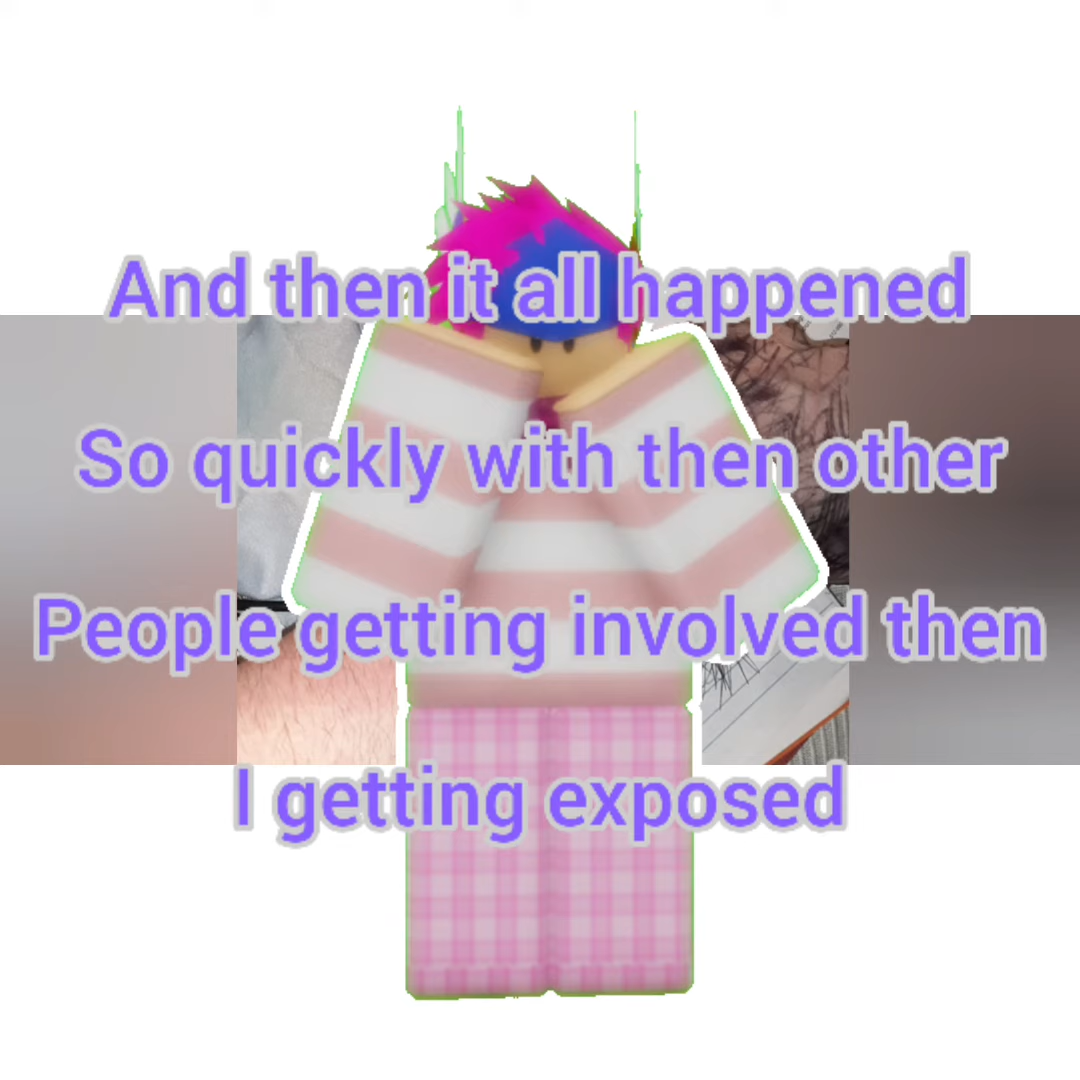 And then it all happened
So quickly with then other
People getting involved then
I getting exposed